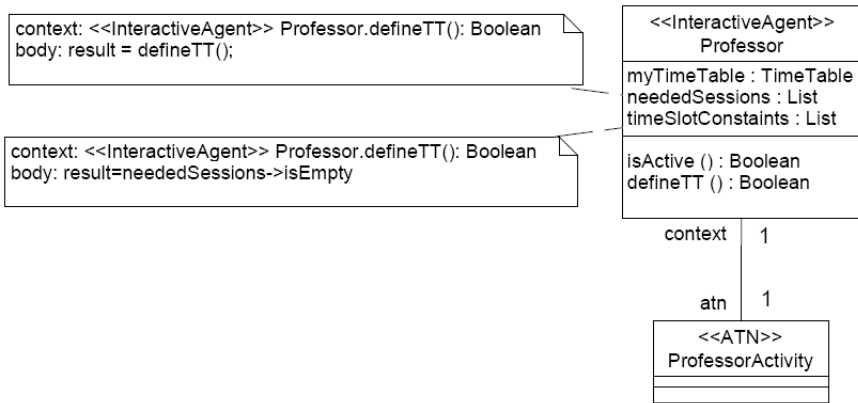 context: <<InteractiveAgent>> Professor.defineTT(): Boolean
body: result = defineTT();
context: <<InteractiveAgent>> Professor.defineTT(): Boolean
body: result=neededSessions->isEmpty
<<InteractiveAgent>>
Professor
myTimeTable : TimeTable
neededSessions : List
timeSlotConstaints : List
isActive () : Boolean
defineTT () : Boolean
context 1
atn 1
<<ATN>>
ProfessorActivity